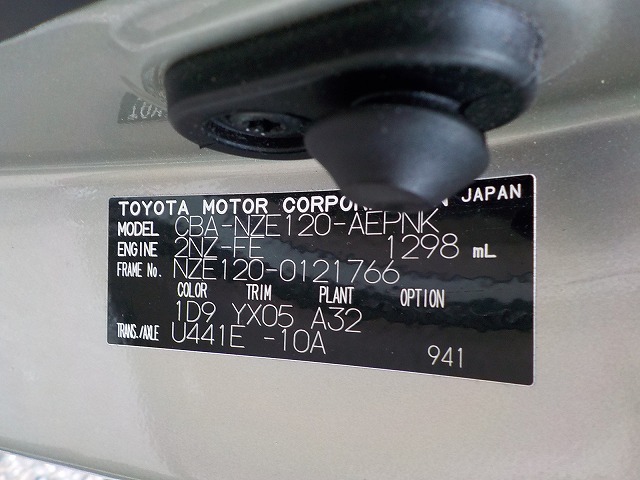 TOYOTA MOTOR CORPORATION JAPAN
MODEL CBA-NZE120-AEPNK
ENGINE 2NZ-FE 1298 mL
FRAME No. NZE120-0121766
COLOR TRIM PLANT OPTION
1D9 YX05 A32
TRANS./AXLE U441E -10A
941